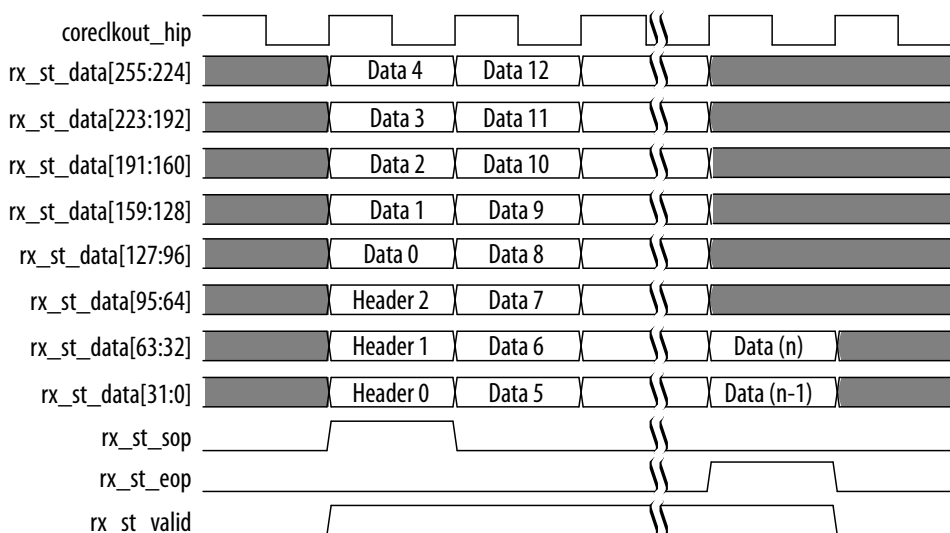 coreclkout_hip
rx_st_data[255:224] Data 4 Data 12
rx_st_data[223:192] Data 3 Data 11
rx_st_data[191:160] Data 2 Data 10
rx_st_data[159:128] Data 1 Data 9
rx_st_data[127:96] Data 0 Data 8
rx_st_data[95:64] Header 2 Data 7
rx_st_data[63:32] Header 1 Data 6 Data (n)
rx_st_data[31:0] Header 0 Data 5 Data (n-1)
rx_st_sop
rx_st_eop
rx_st_valid